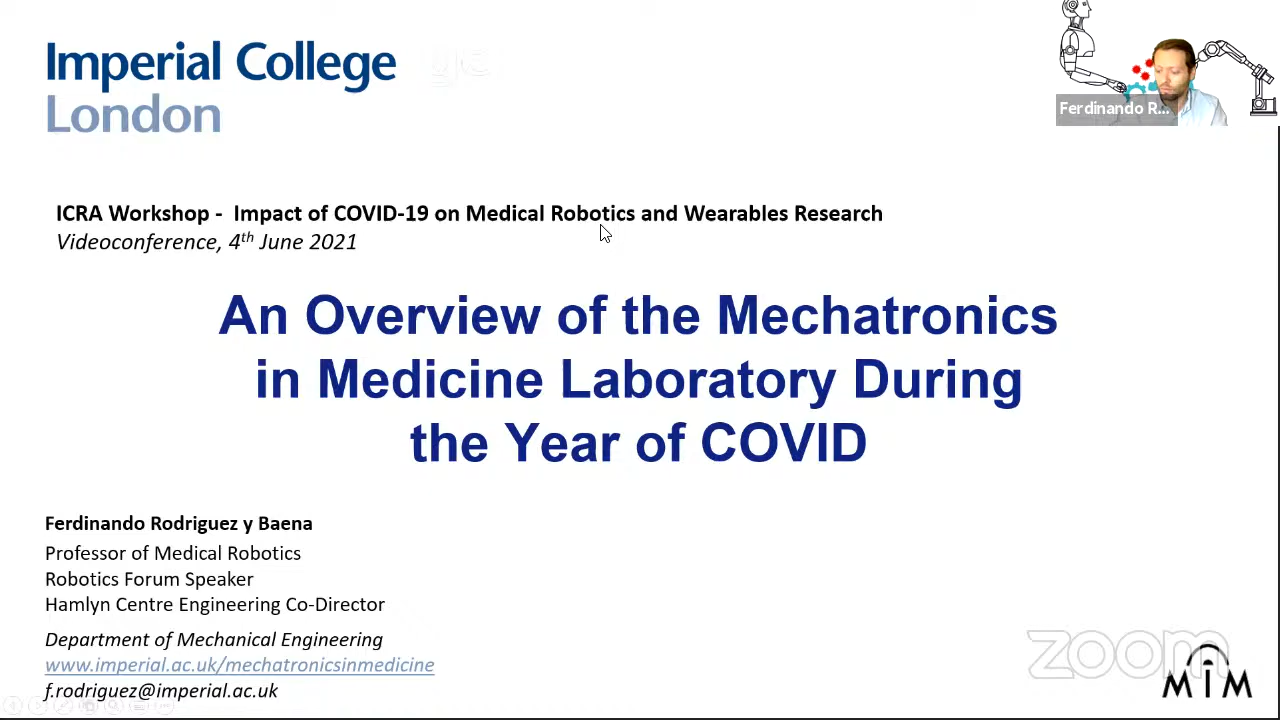 Imperial College
London
Ferdinando R...
ICRA Workshop - Impact of COVID-19 on Medical Robotics and Wearables Research
Videoconference, 4th June 2021
An Overview of the Mechatronics
in Medicine Laboratory During
the Year of COVID
Ferdinando Rodriguez y Baena
Professor of Medical Robotics
Robotics Forum Speaker
Hamlyn Centre Engineering Co-Director
Department of Mechanical Engineering
www.imperial.ac.uk/mechatronicsinmedicine
f.rodriguez@imperial.ac.uk
zoom
MiM